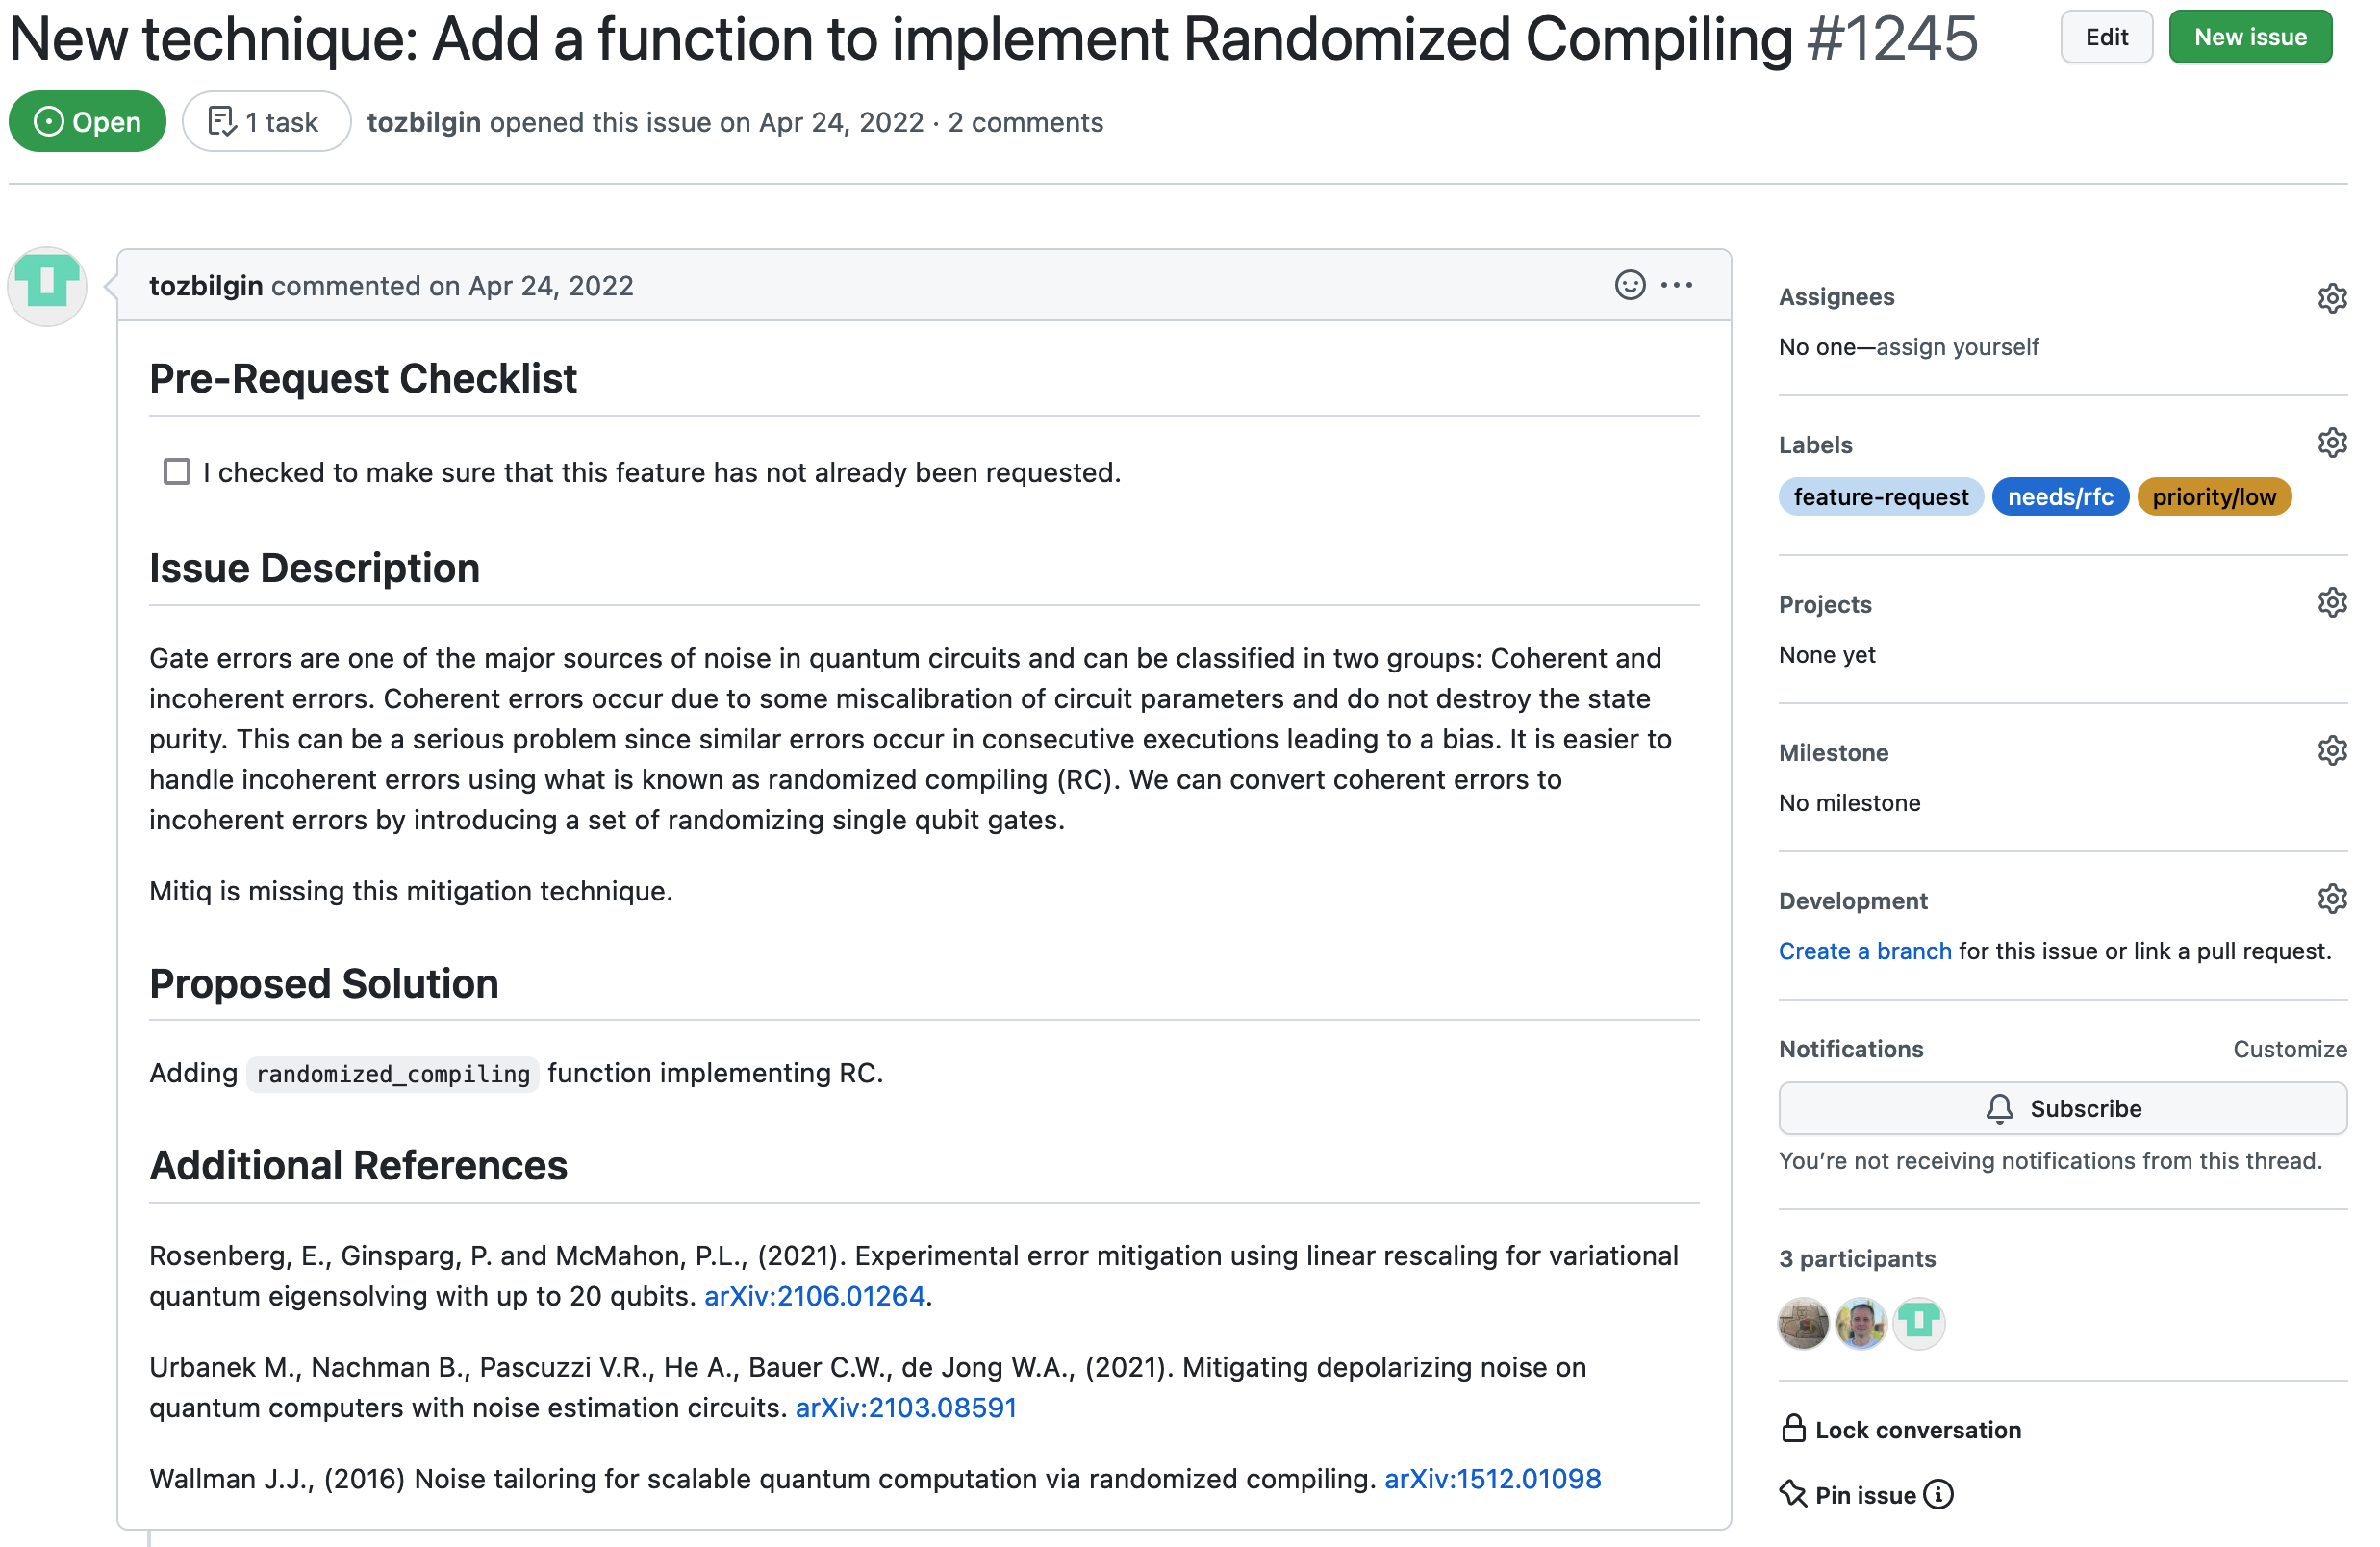 New technique: Add a function to implement Randomized Compiling #1245
Edit
New issue
Open
1 task
tozbilgin opened this issue on Apr 24, 2022 · 2 comments
tozbilgin commented on Apr 24, 2022
Pre-Request Checklist
I checked to make sure that this feature has not already been requested.
Issue Description
Gate errors are one of the major sources of noise in quantum circuits and can be classified in two groups: Coherent and
incoherent errors. Coherent errors occur due to some miscalibration of circuit parameters and do not destroy the state
purity. This can be a serious problem since similar errors occur in consecutive executions leading to a bias. It is easier to
handle incoherent errors using what is known as randomized compiling (RC). We can convert coherent errors to
incoherent errors by introducing a set of randomizing single qubit gates.
Mitiq is missing this mitigation technique.
Proposed Solution
Adding randomized_compiling function implementing RC.
Additional References
Rosenberg, E., Ginsparg, P. and McMahon, P.L., (2021). Experimental error mitigation using linear rescaling for variational
quantum eigensolving with up to 20 qubits. arXiv:2106.01264.
Urbanek M., Nachman B., Pascuzzi V.R., He A., Bauer C.W., de Jong W.A., (2021). Mitigating depolarizing noise on
quantum computers with noise estimation circuits. arXiv:2103.08591
Wallman J.J., (2016) Noise tailoring for scalable quantum computation via randomized compiling. arXiv:1512.01098
Assignees
No one—assign yourself
Labels
feature-request needs/rfc priority/low
Projects
None yet
Milestone
No milestone
Development
Create a branch for this issue or link a pull request.
Notifications
Customize
Subscribe
You’re not receiving notifications from this thread.
3 participants
Lock conversation
Pin issue